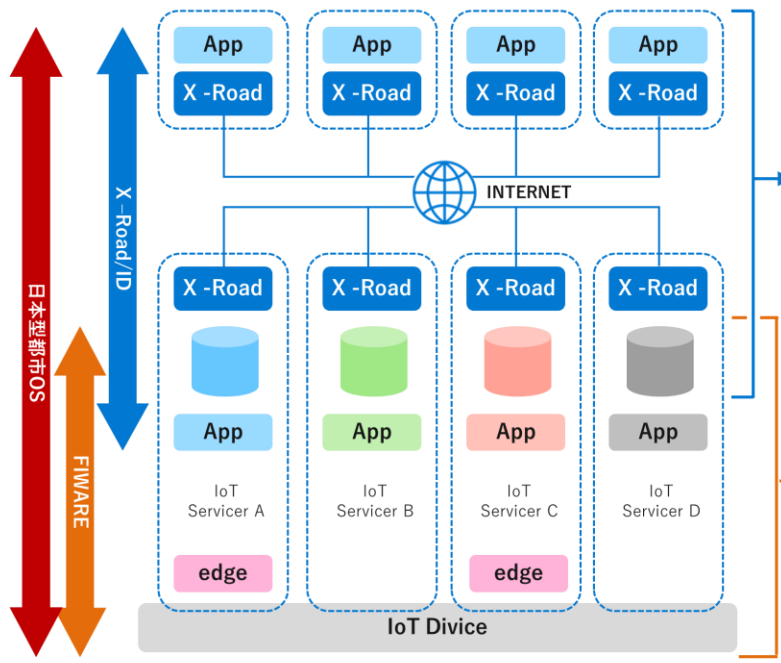 App App App App
X -Road X -Road X -Road X -Road
INTERNET
X -Road X -Road X -Road X -Road
日本型都市OS
X-Road/ID
FIWARE
App App App App
IoT IoT IoT IoT
Servicer A Servicer B Servicer C Servicer D
edge edge
IoT Divice